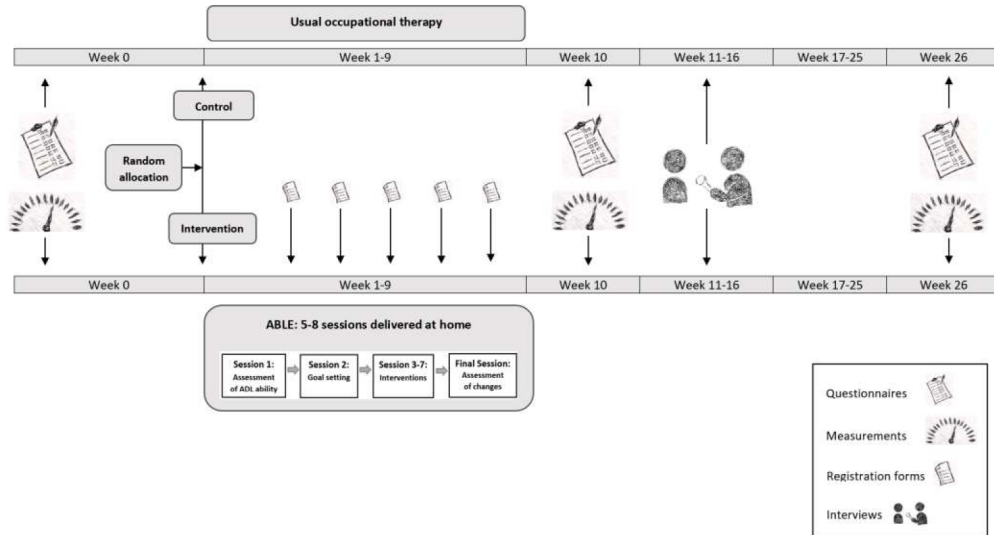 Usual occupational therapy
Week 0 Week 1-9 Week 10 Week 11-16 Week 17-25 Week 26
Control
Random
allocation
Intervention
Week 0 Week 1-9 Week 10 Week 11-16 Week 17-25 Week 26
ABLE: 5-8 sessions delivered at home
Session 1:
Assessment
of ADL ability
Session 2:
Goal setting
Session 3-7:
Interventions
Final Session:
Assessment
of changes
Questionnaires
Measurements
Registration forms
Interviews